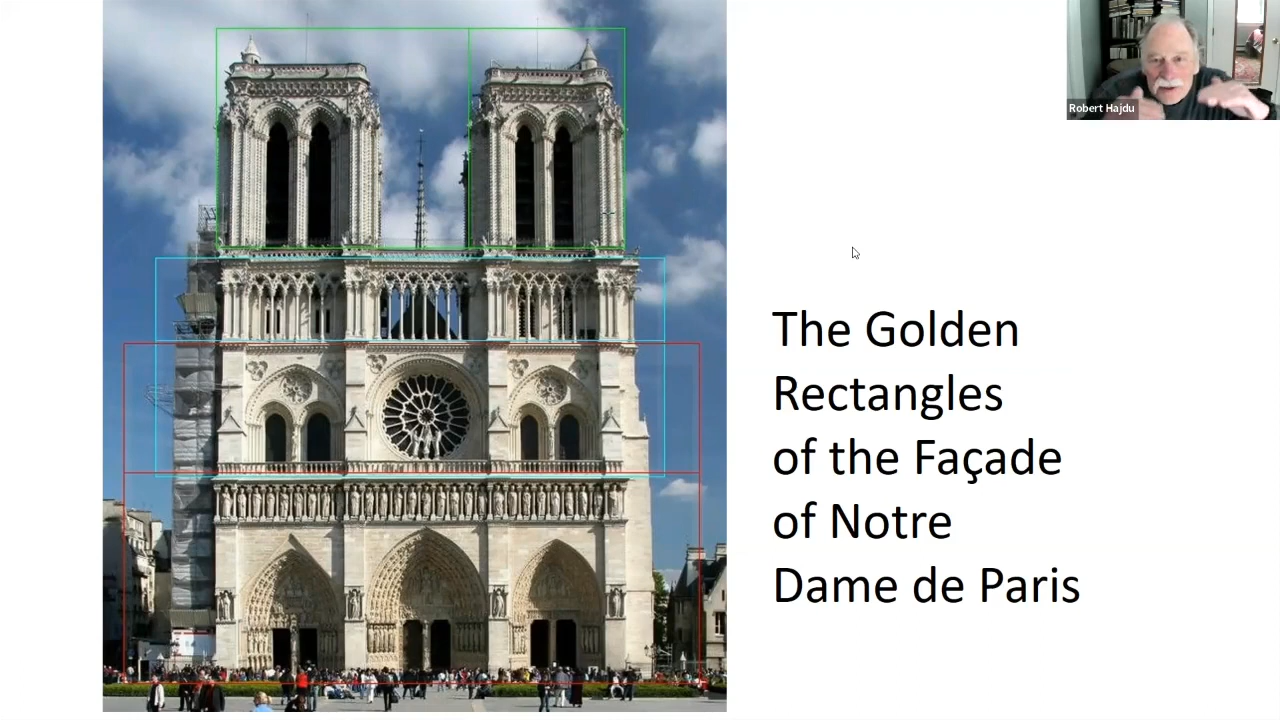 Robert Hajdu
The Golden
Rectangles
of the Façade
of Notre
Dame de Paris